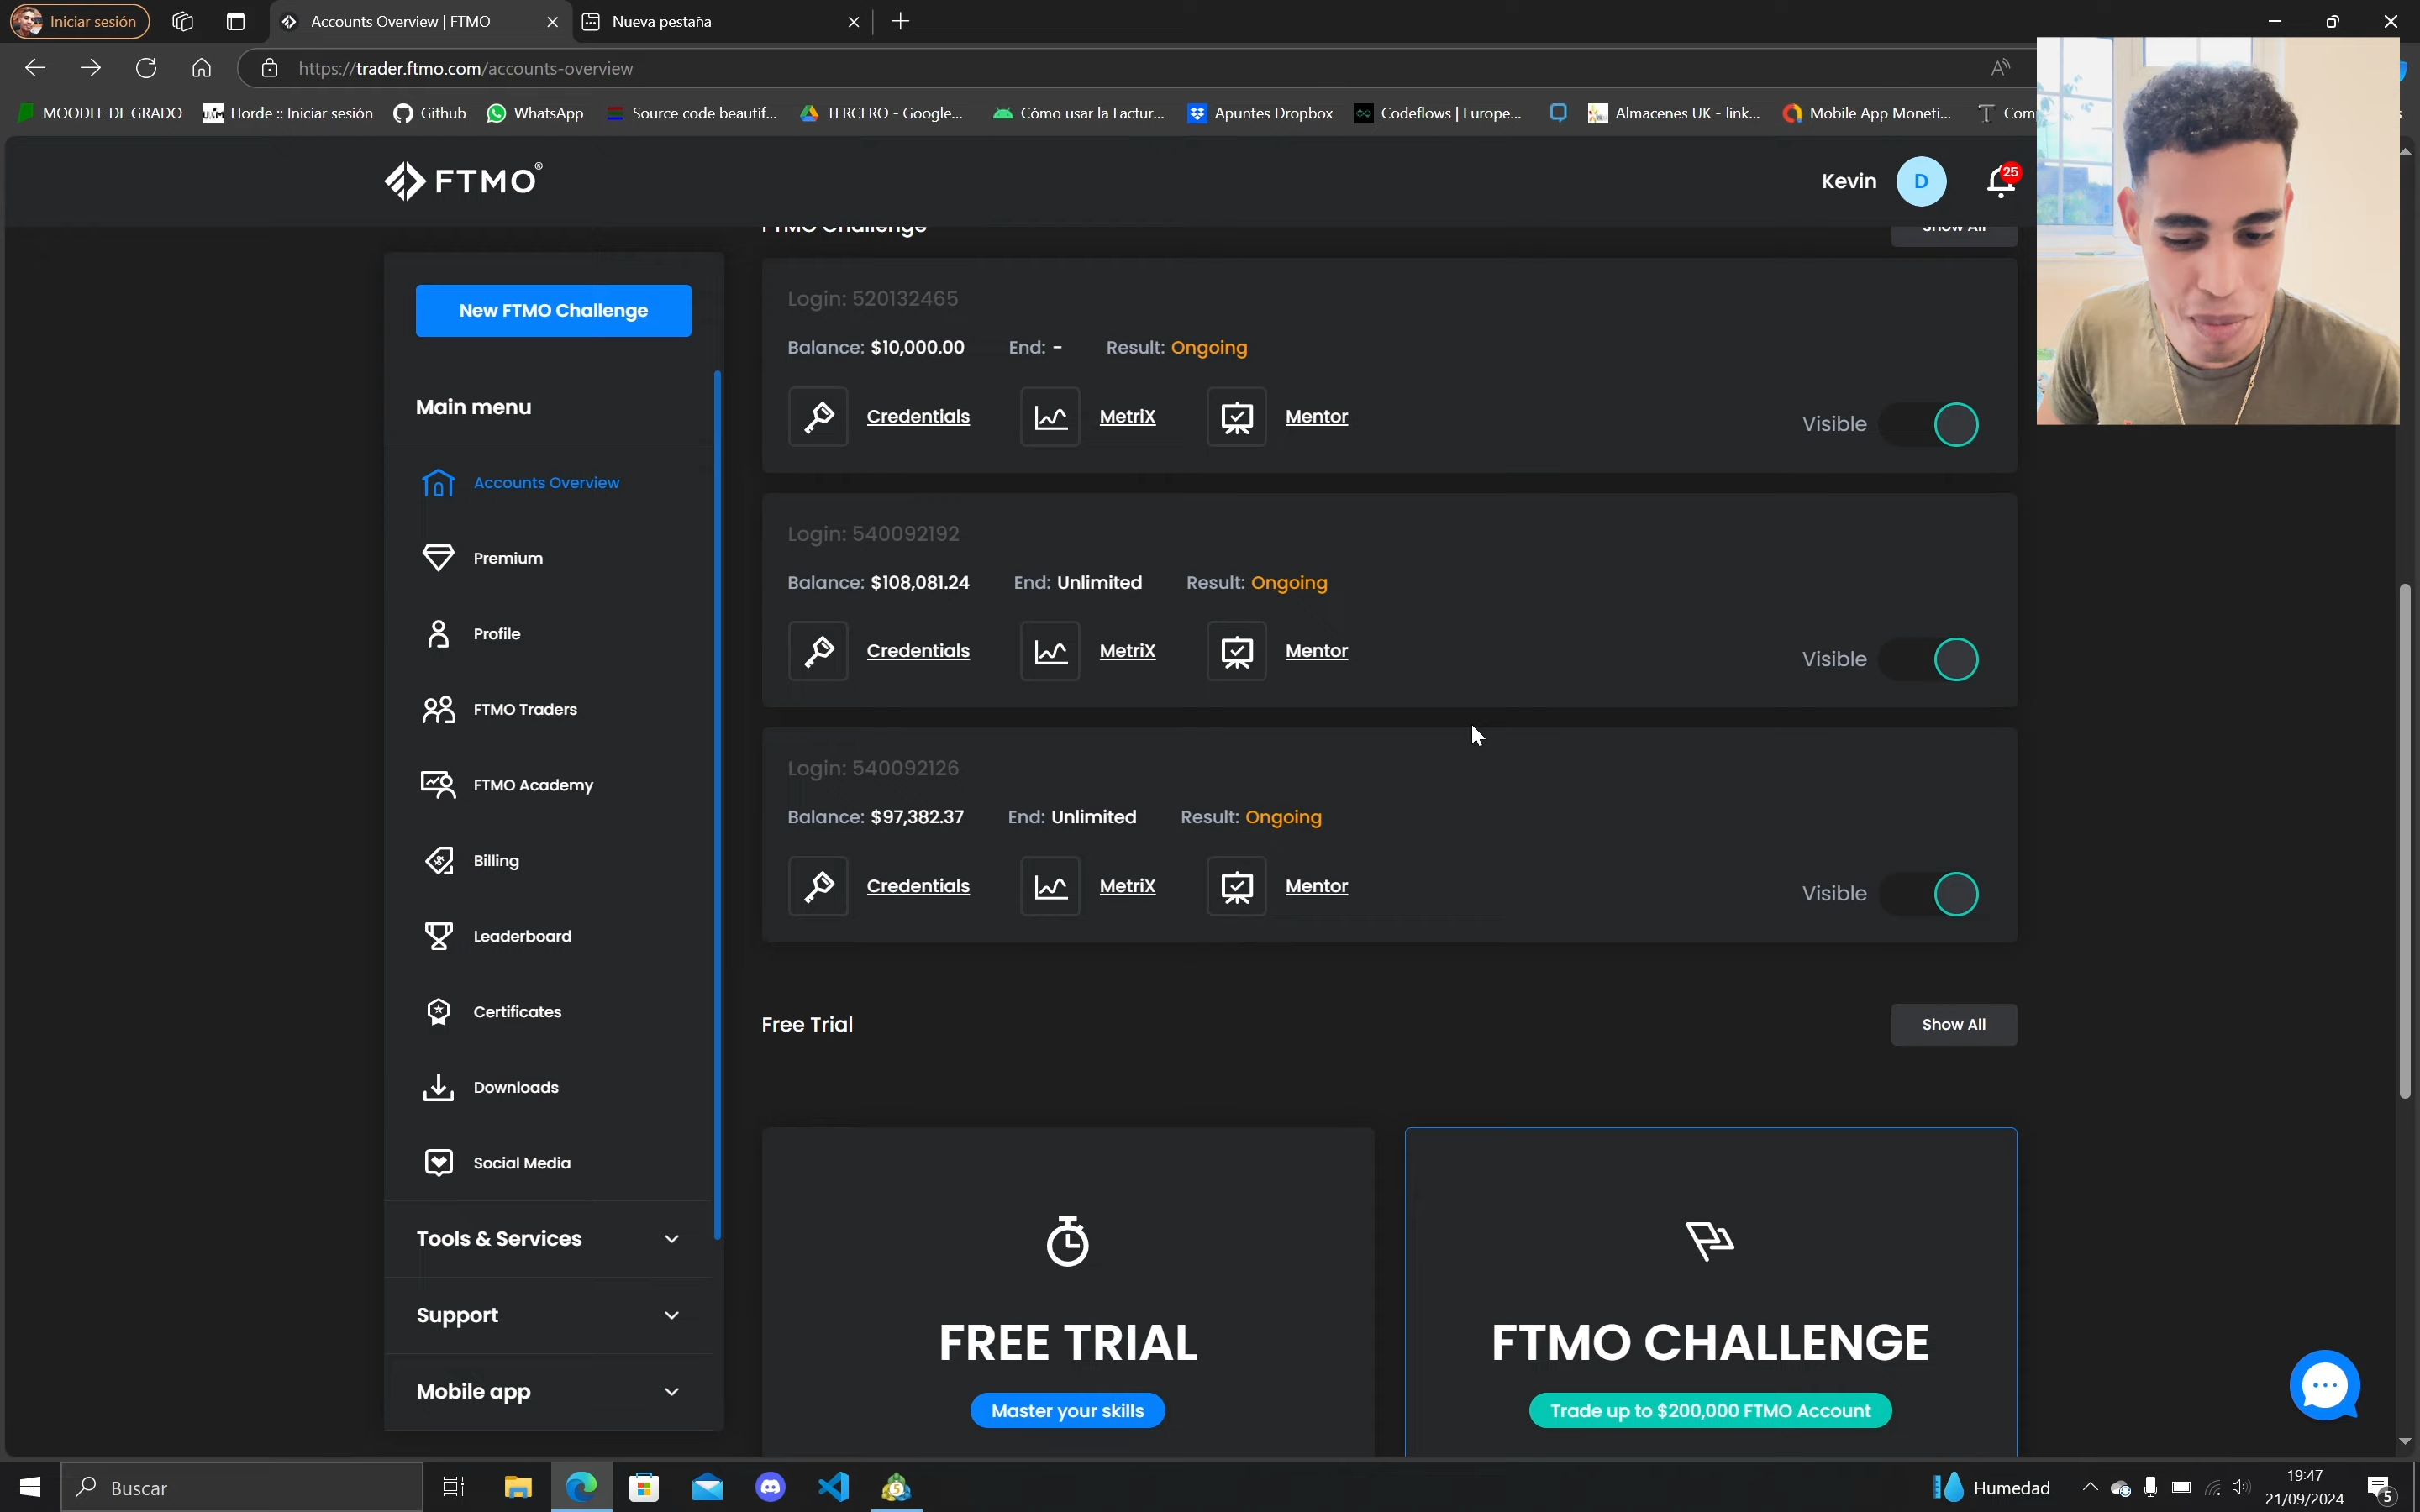 Iniciar sesión
Accounts Overview | FTMO
Nueva pestaña
https://trader.ftmo.com/accounts-overview
MOODLE DE GRADO
Horde :: Iniciar sesión
Github
WhatsApp
Source code beautif...
TERCERO - Google...
Cómo usar la Factur...
Apuntes Dropbox
Codeflows | Europe...
Almacenes UK - link...
Mobile App Moneti...
Com
FTMO®
Kevin
D
25
FTMO Challenge
Show All
New FTMO Challenge
Main menu
Accounts Overview
Premium
Profile
FTMO Traders
FTMO Academy
Billing
Leaderboard
Certificates
Downloads
Social Media
Tools & Services
Support
Mobile app
Login: 520132465
Balance: $10,000.00 End: - Result: Ongoing
Credentials MetriX Mentor
Visible
Login: 540092192
Balance: $108,081.24 End: Unlimited Result: Ongoing
Credentials MetriX Mentor
Visible
Login: 540092126
Balance: $97,382.37 End: Unlimited Result: Ongoing
Credentials MetriX Mentor
Visible
Free Trial
Show All
FREE TRIAL
Master your skills
FTMO CHALLENGE
Trade up to $200,000 FTMO Account
Buscar
5
Humedad
19:47
21/09/2024
5